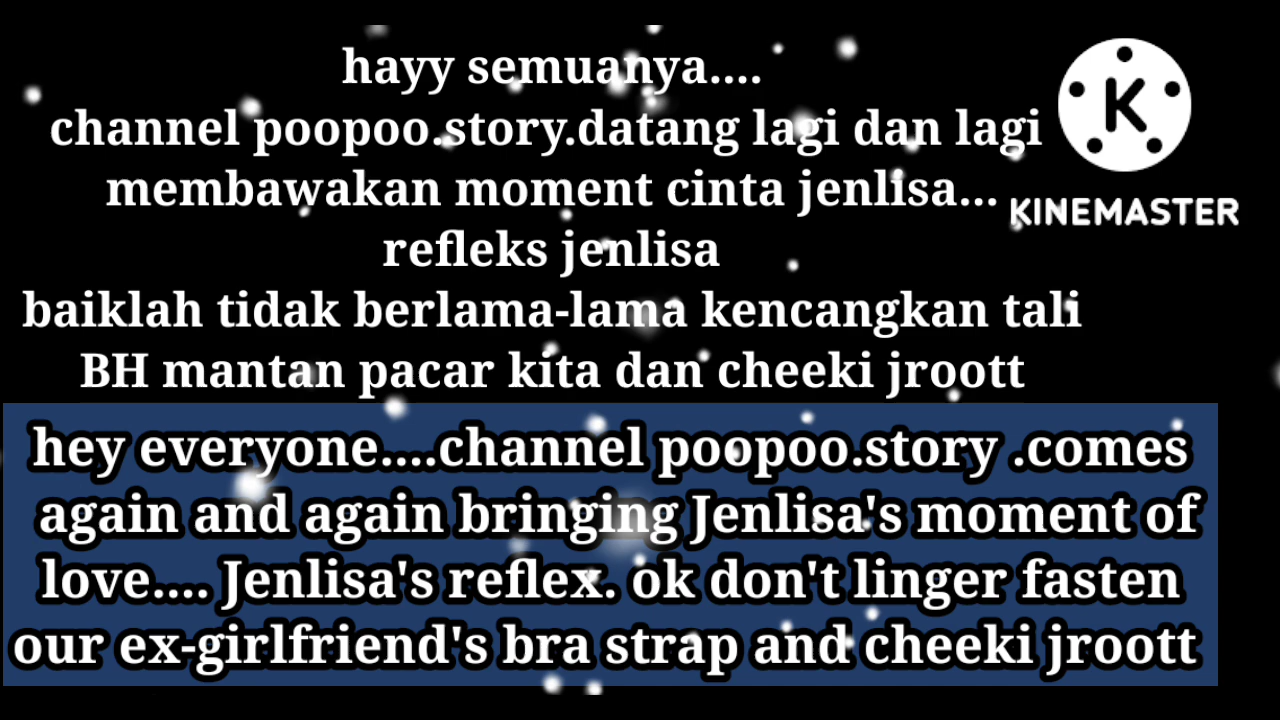 hayy semuanya....
channel poopoo.story.datang lagi dan lagi
membawakan moment cinta jenlisa...
refleks jenlisa
baiklah tidak berlama-lama kencangkan tali
BH mantan pacar kita dan cheeki jroott
K
KINEMASTER
hey everyone....channel poopoo.story .comes
again and again bringing Jenlisa's moment of
love.... Jenlisa's reflex. ok don't linger fasten
our ex-girlfriend's bra strap and cheeki jroott